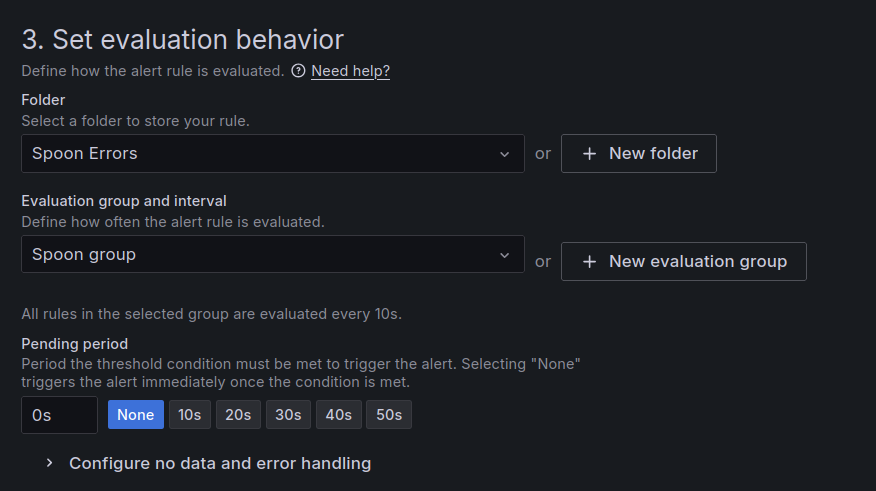 3. Set evaluation behavior
Define how the alert rule is evaluated. Need help?
Folder
Select a folder to store your rule.
Spoon Errors or + New folder
Evaluation group and interval
Define how often the alert rule is evaluated.
Spoon group or + New evaluation group
All rules in the selected group are evaluated every 10s.
Pending period
Period the threshold condition must be met to trigger the alert. Selecting "None"
triggers the alert immediately once the condition is met.
0s None 10s 20s 30s 40s 50s
Configure no data and error handling